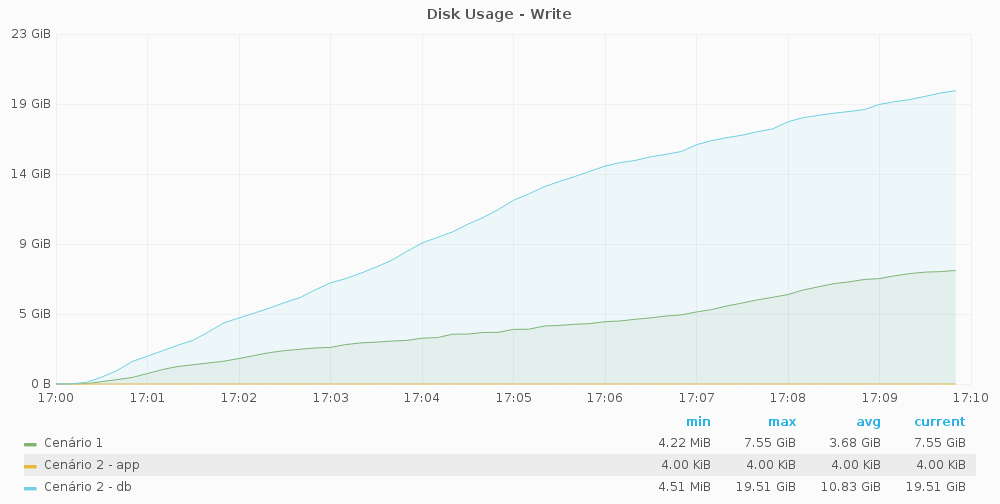 Disk Usage - Write
23 GiB
19 GiB
14 GiB
9 GiB
5 GiB
0 B
17:00 17:01 17:02 17:03 17:04 17:05 17:06 17:07 17:08 17:09 17:10
min max avg current
Cenário 1 4.22 MiB 7.55 GiB 3.68 GiB 7.55 GiB
Cenário 2 - app 4.00 KiB 4.00 KiB 4.00 KiB 4.00 KiB
Cenário 2 - db 4.51 MiB 19.51 GiB 10.83 GiB 19.51 GiB